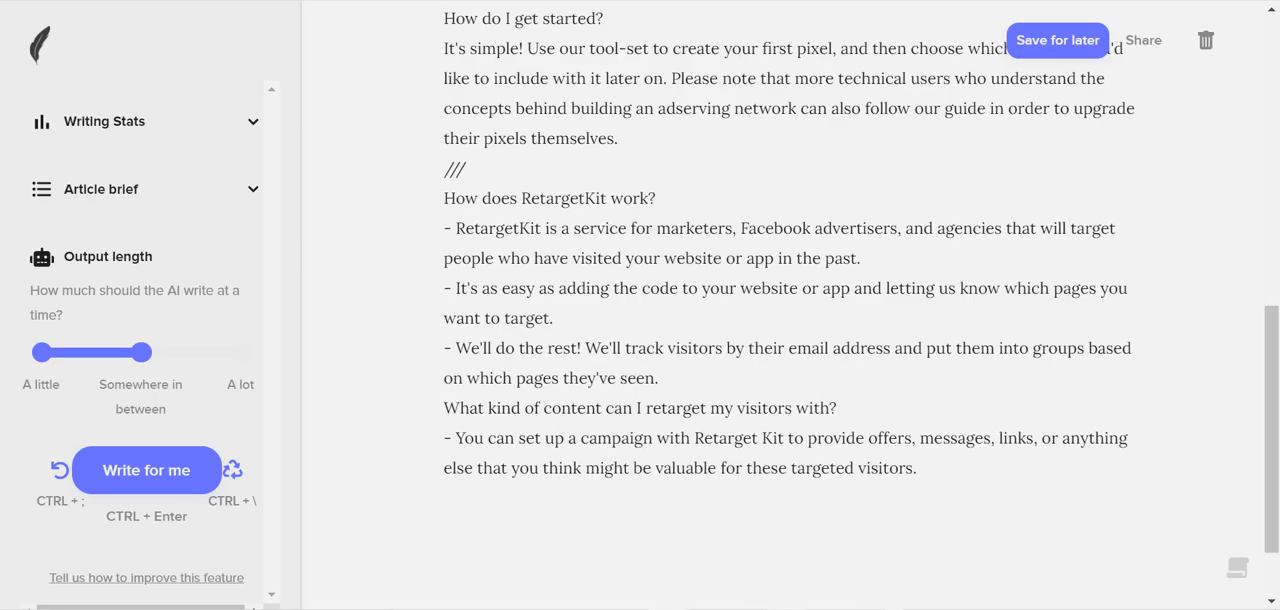 How do I get started?
It's simple! Use our tool-set to create your first pixel, and then choose
like to include with it later on. Please note that more technical users who understand the
concepts behind building an adserving network can also follow our guide in order to upgrade
their pixels themselves.
///
How does RetargetKit work?
- RetargetKit is a service for marketers, Facebook advertisers, and agencies that will target
people who have visited your website or app in the past.
- It's as easy as adding the code to your website or app and letting us know which pages you
want to target.
- We'll do the rest! We'll track visitors by their email address and put them into groups based
on which pages they've seen.
What kind of content can I retarget my visitors with?
- You can set up a campaign with Retarget Kit to provide offers, messages, links, or anything
else that you think might be valuable for these targeted visitors.
Save for later
Share
Writing Stats
Article brief
Output length
How much should the AI write at a
time?
A little
Somewhere in
between
A lot
Write for me
CTRL + ;
CTRL + \
CTRL + Enter
Tell us how to improve this feature